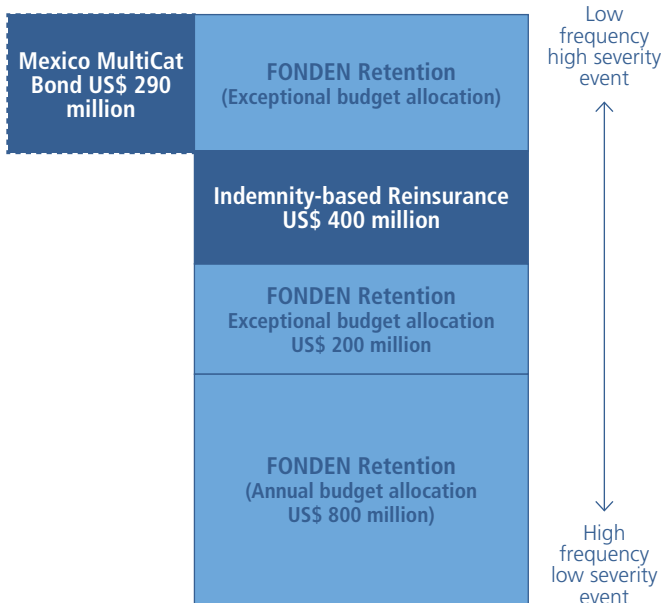 Mexico MultiCat
Bond US$ 290
million
FONDEN Retention
(Exceptional budget allocation)
Low
frequency
high severity
event
Indemnity-based Reinsurance
US$ 400 million
FONDEN Retention
Exceptional budget allocation
US$ 200 million
FONDEN Retention
(Annual budget allocation
US$ 800 million)
High
frequency
low severity
event